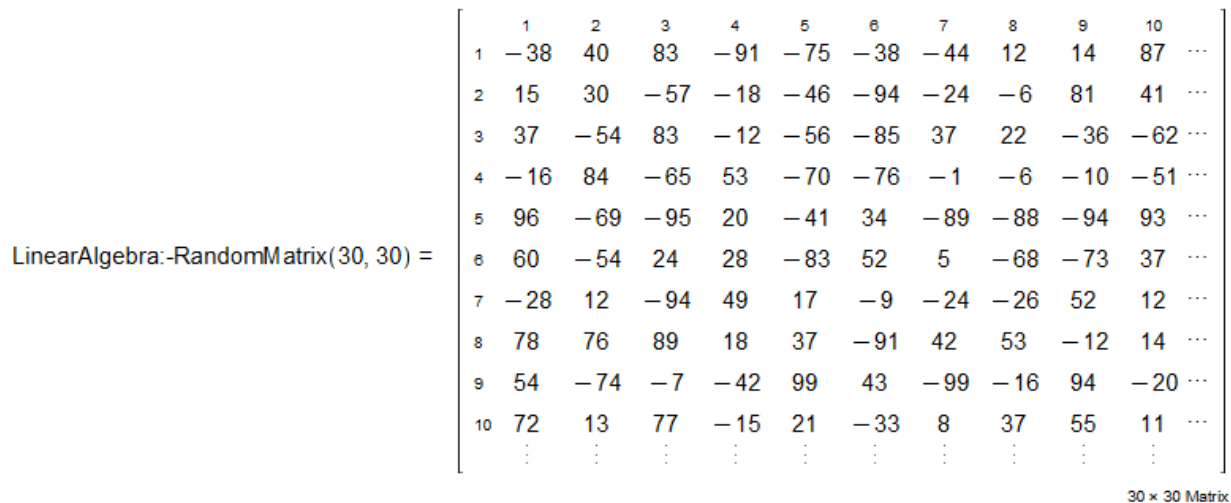 1 2 3 4 5 6 7 8 9 10
1 −38 40 83 −91 −75 −38 −44 12 14 87 ⋯
2 15 30 −57 −18 −46 −94 −24 −6 81 41 ⋯
3 37 −54 83 −12 −56 −85 37 22 −36 −62 ⋯
4 −16 84 −65 53 −70 −76 −1 −6 −10 −51 ⋯
5 96 −69 −95 20 −41 34 −89 −88 −94 93 ⋯
LinearAlgebra:-RandomMatrix(30, 30) = 
6 60 −54 24 28 −83 52 5 −68 −73 37 ⋯
7 −28 12 −94 49 17 −9 −24 −26 52 12 ⋯
8 78 76 89 18 37 −91 42 53 −12 14 ⋯
9 54 −74 −7 −42 99 43 −99 −16 94 −20 ⋯
10 72 13 77 −15 21 −33 8 37 55 11 ⋯
⋮ ⋮ ⋮ ⋮ ⋮ ⋮ ⋮ ⋮ ⋮ ⋮
30 × 30 Matrix